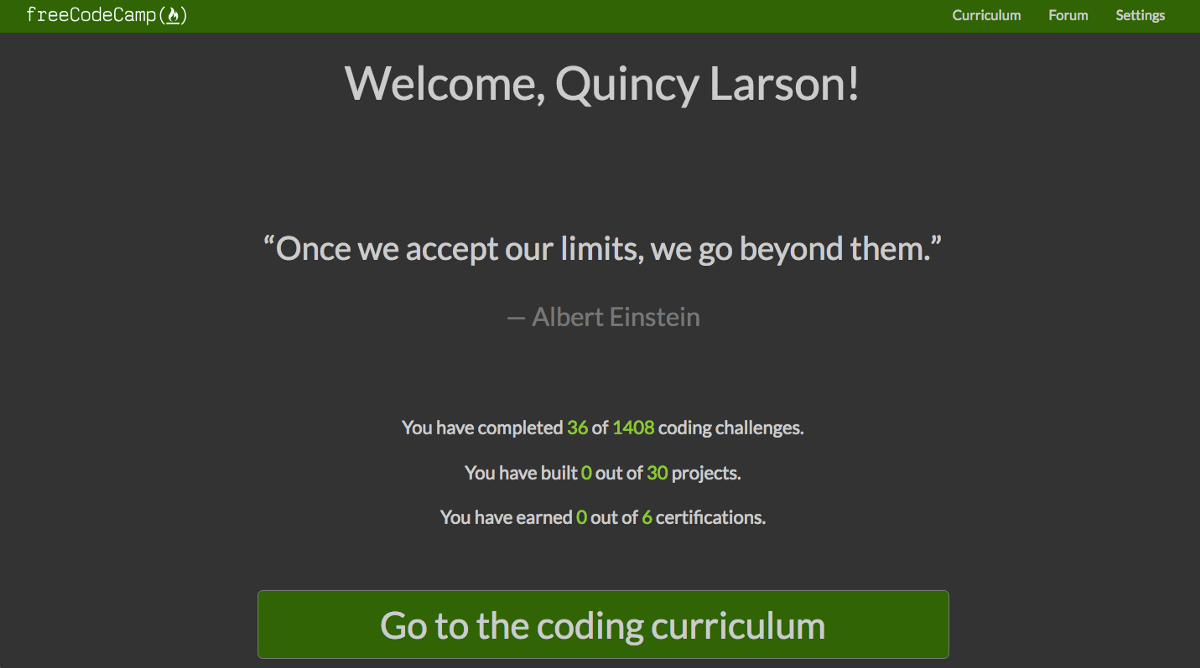 freeCodeCamp(🔥)
Curriculum Forum Settings
Welcome, Quincy Larson!
“Once we accept our limits, we go beyond them.”
— Albert Einstein
You have completed 36 of 1408 coding challenges.
You have built 0 out of 30 projects.
You have earned 0 out of 6 certifications.
Go to the coding curriculum